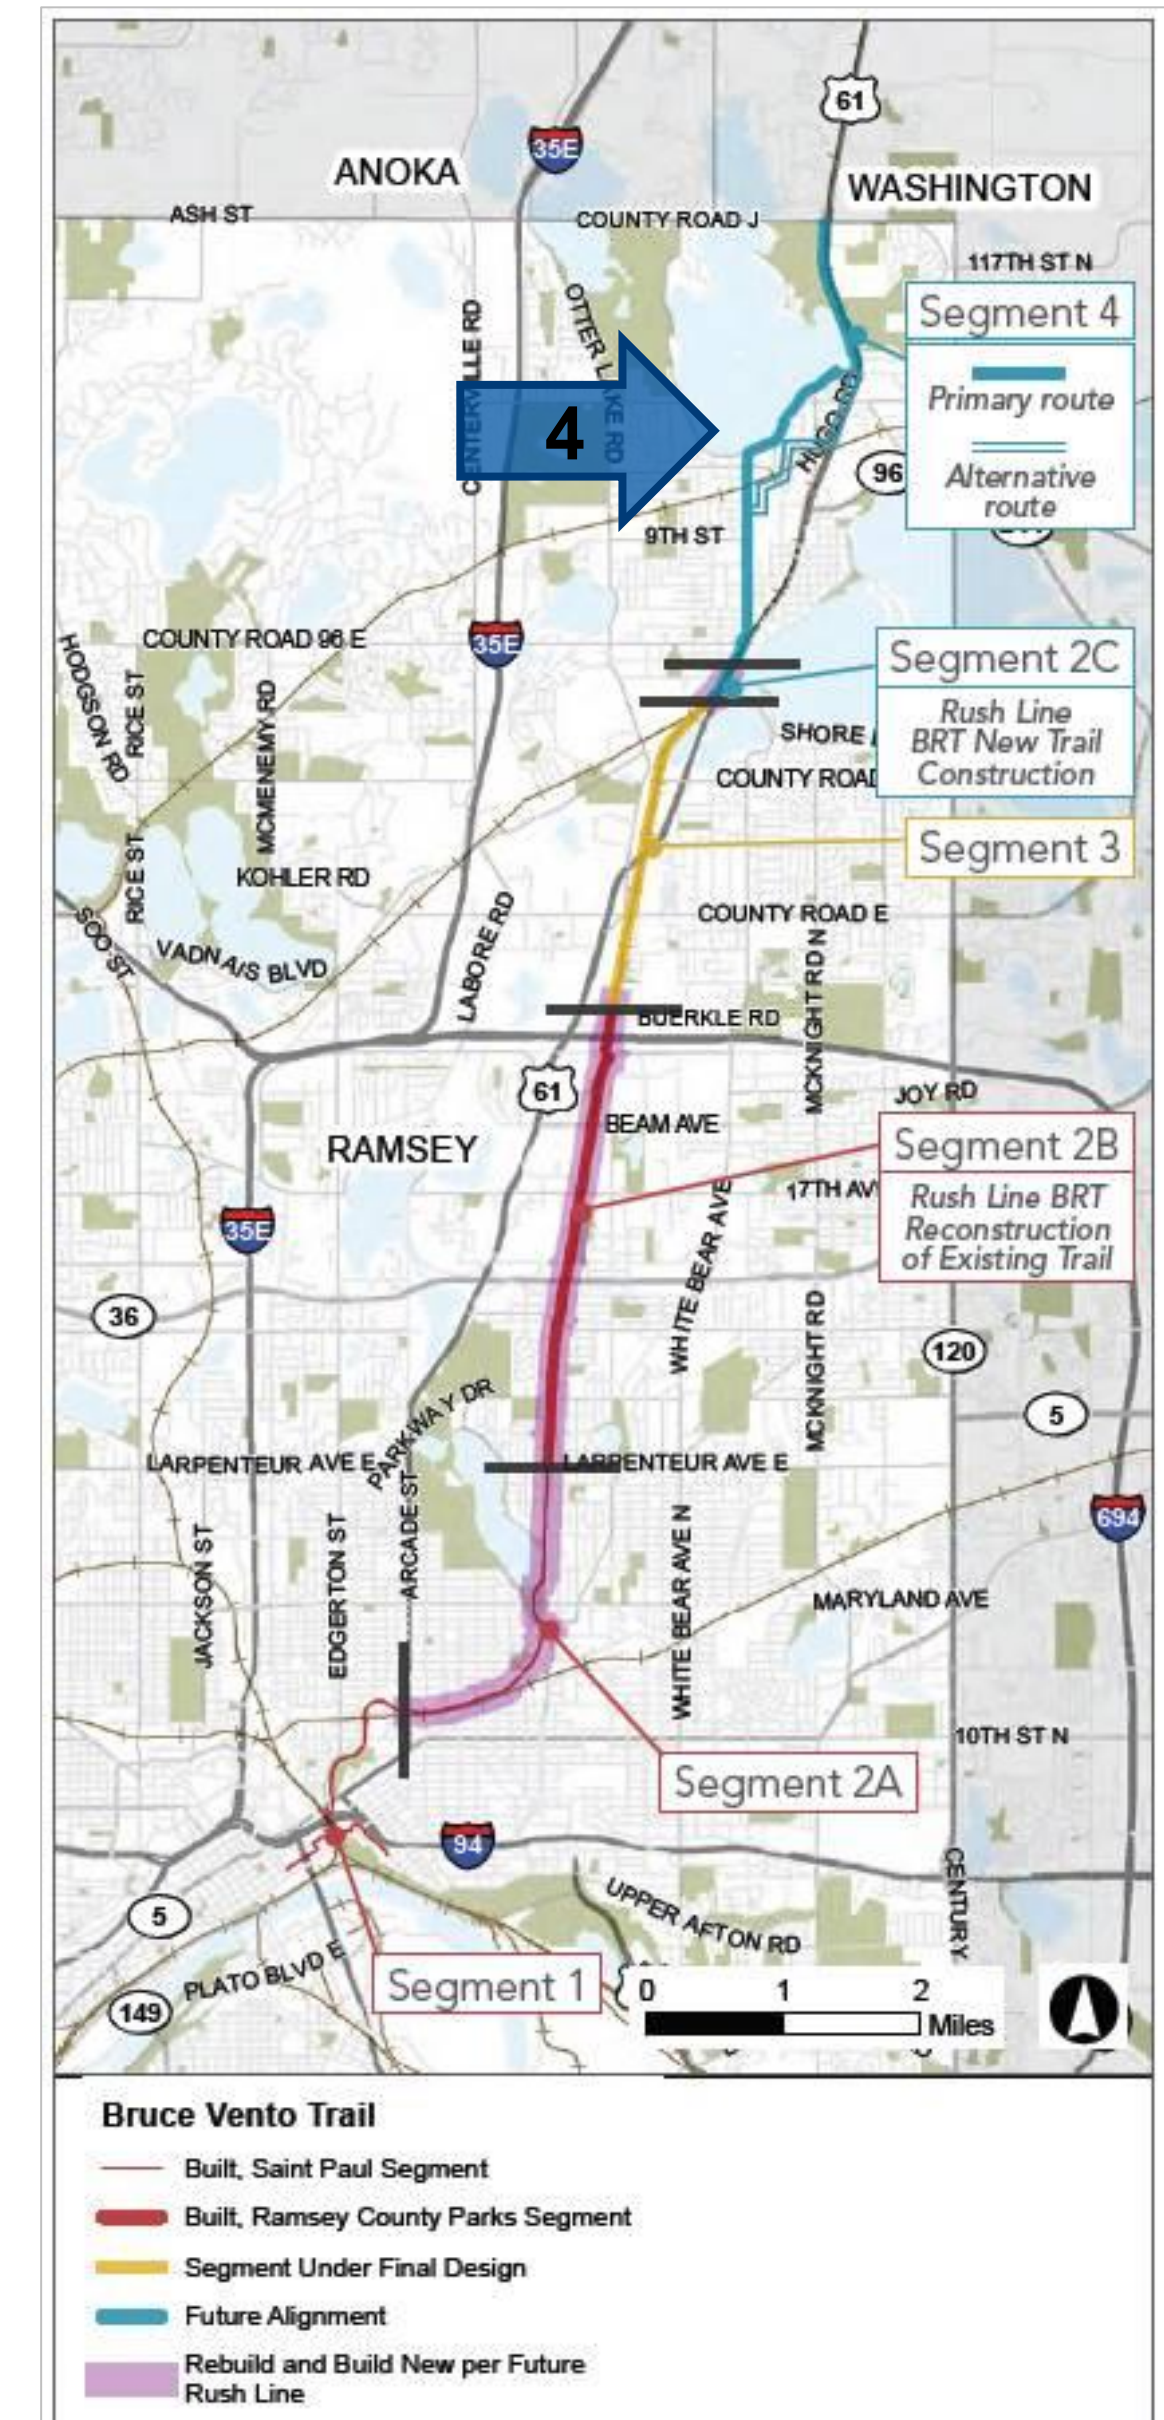 61
35E
ANOKA
WASHINGTON
ASH ST
COUNTY ROAD J
117TH ST N
OTTER LAKE RD
CENTERVILLE RD
Segment 4
Primary route
Alternative
route
4
HUGO RD
96
9TH ST
35E
COUNTY ROAD 96 E
HODGSON RD
RICE ST
MCMENEMY RD
Segment 2C
Rush Line
BRT New Trail
Construction
SHORE
COUNTY ROAD
RICE ST
KOHLER RD
Segment 3
SOO ST
VADNAIS BLVD
LABORE RD
COUNTY ROAD E
MCKNIGHT RD N
BUERKLE RD
61
JOY RD
BEAM AVE
RAMSEY
Segment 2B
Rush Line BRT
Reconstruction
of Existing Trail
17TH AV
35E
WHITE BEAR AVE
36
MCKNIGHT RD
120
5
PARKWAY DR
LARPENTEUR AVE E
LARPENTEUR AVE E
ARCADE ST
694
JACKSON ST
EDGERTON ST
WHITE BEAR AVE N
MARYLAND AVE
10TH ST N
Segment 2A
94
CENTURY
5
UPPER AFTON RD
PLATO BLVD E
Segment 1
149
0 1 2
Miles
Bruce Vento Trail
Built, Saint Paul Segment
Built, Ramsey County Parks Segment
Segment Under Final Design
Future Alignment
Rebuild and Build New per Future
Rush Line